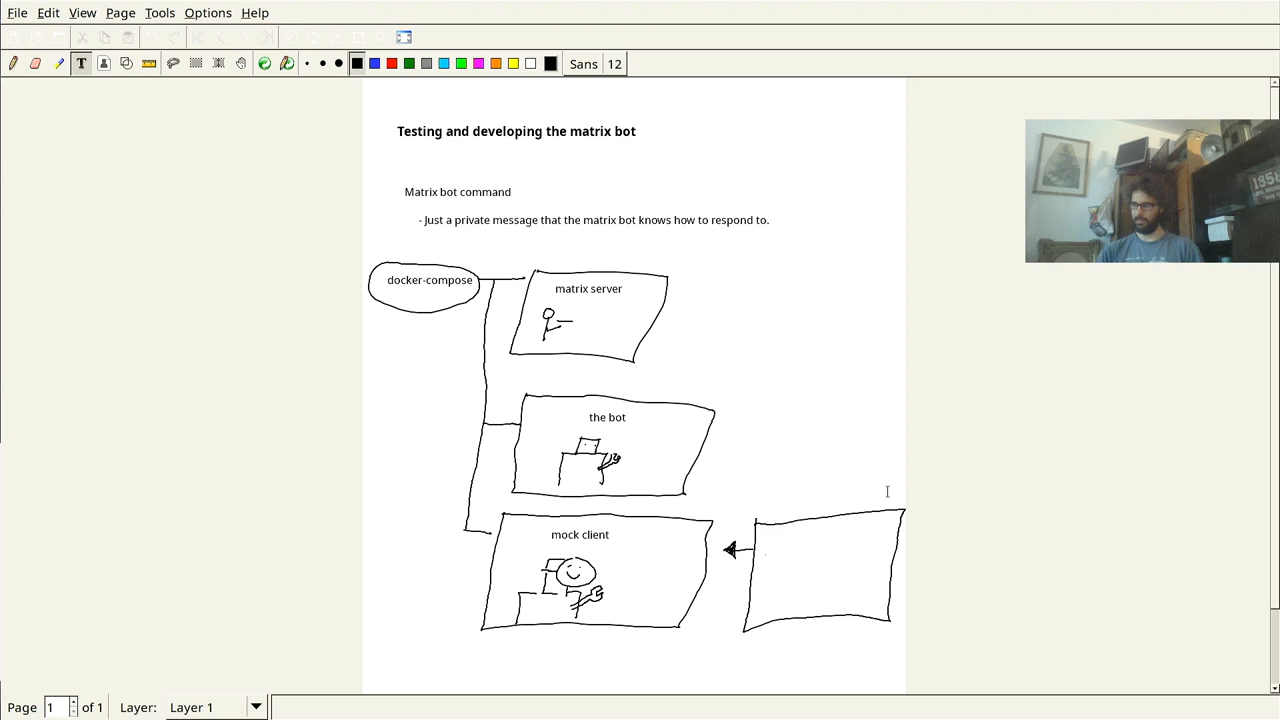 File Edit View Page Tools Options Help
T Sans 12
Testing and developing the matrix bot
Matrix bot command
- Just a private message that the matrix bot knows how to respond to.
docker-compose
matrix server
the bot
mock client
1858
Page 1 of 1 Layer: Layer 1